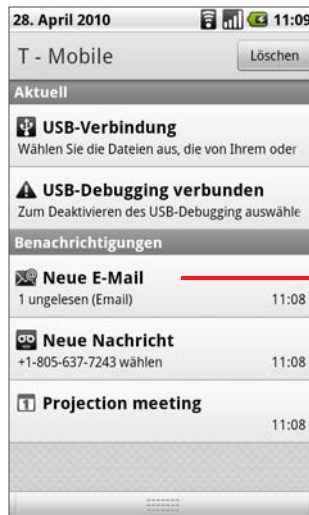 28. April 2010 11:09
T - Mobile Löschen
Aktuell
USB-Verbindung
Wählen Sie die Dateien aus, die von Ihrem oder
USB-Debugging verbunden
Zum Deaktivieren des USB-Debugging auswähle
Benachrichtigungen
Neue E-Mail
1 ungelesen (Email) 11:08
Neue Nachricht
+1-805-637-7243 wählen 11:08
1 Projection meeting
11:08